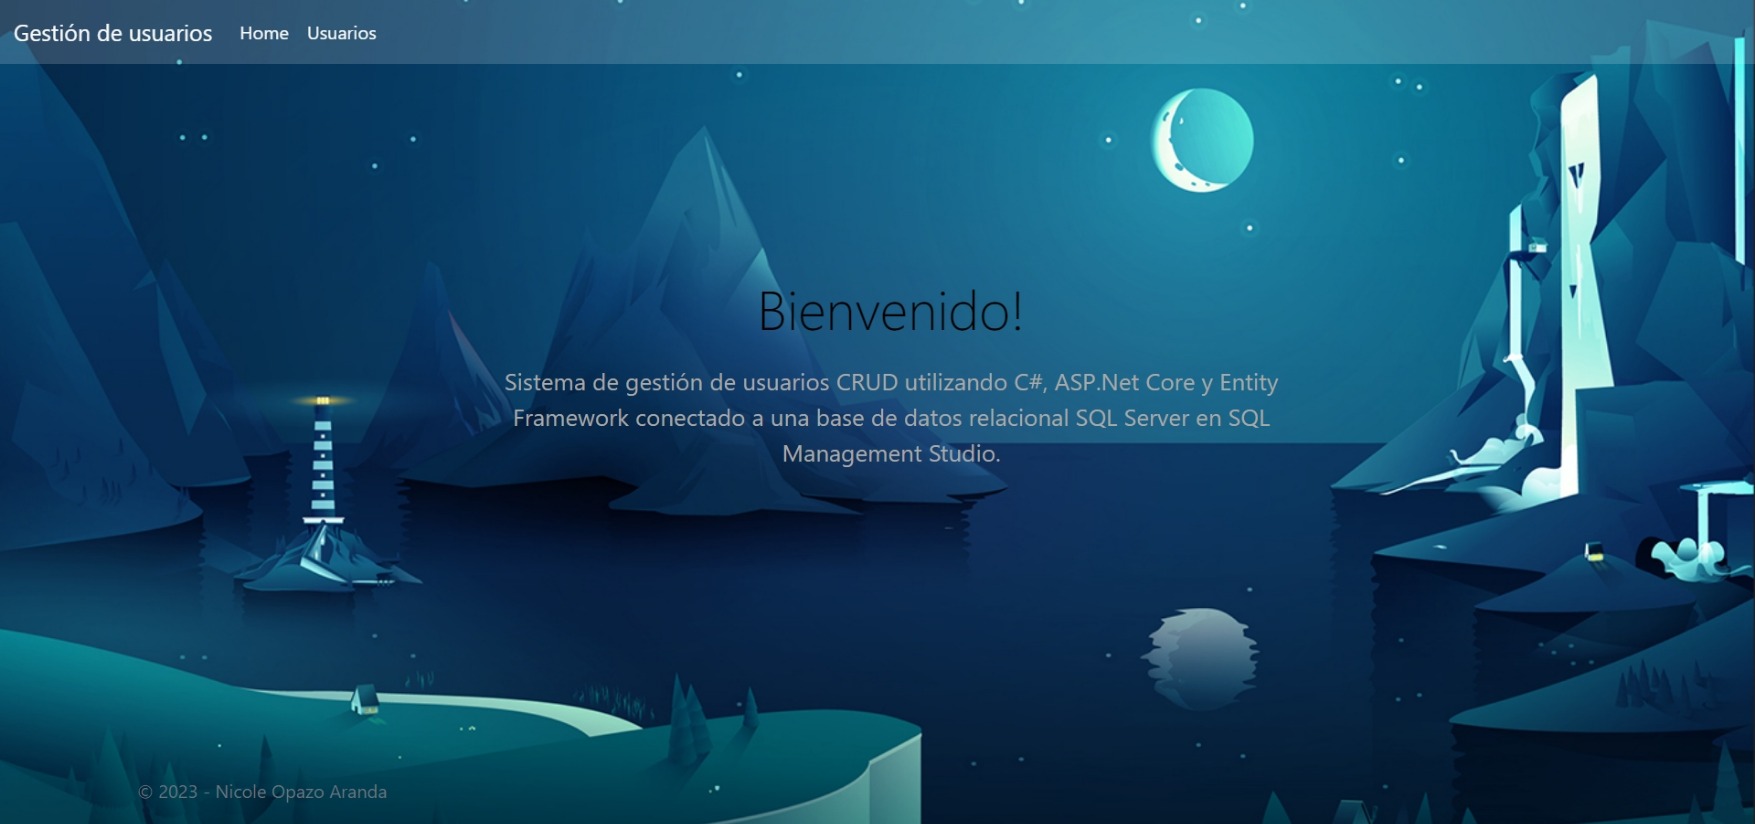 Gestión de usuarios Home Usuarios
Bienvenido!
Sistema de gestión de usuarios CRUD utilizando C#, ASP.Net Core y Entity
Framework conectado a una base de datos relacional SQL Server en SQL
Management Studio.
© 2023 - Nicole Opazo Aranda